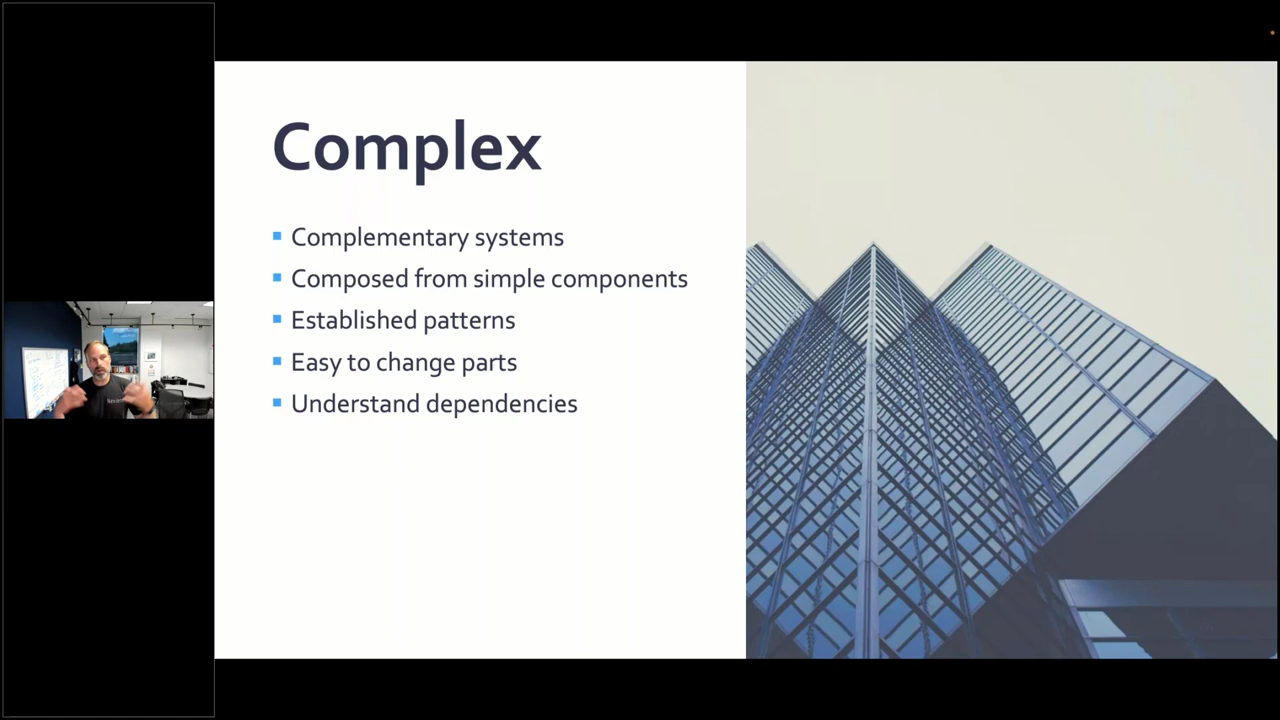 Complex
Complementary systems
Composed from simple components
Established patterns
Easy to change parts
Understand dependencies